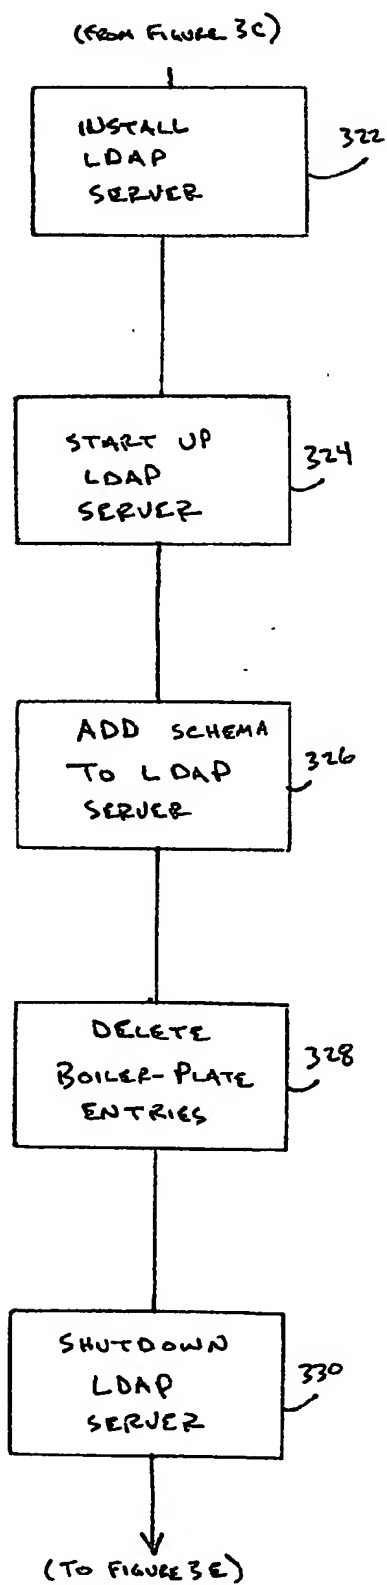 (FROM FIGURE 3C)
INSTALL
LDAP
SERVER
322
START UP
LDAP
SERVER
324
ADD SCHEMA
TO LDAP
SERVER
326
DELETE
BOILER-PLATE
ENTRIES
328
SHUTDOWN
LDAP
SERVER
330
(TO FIGURE 3E)